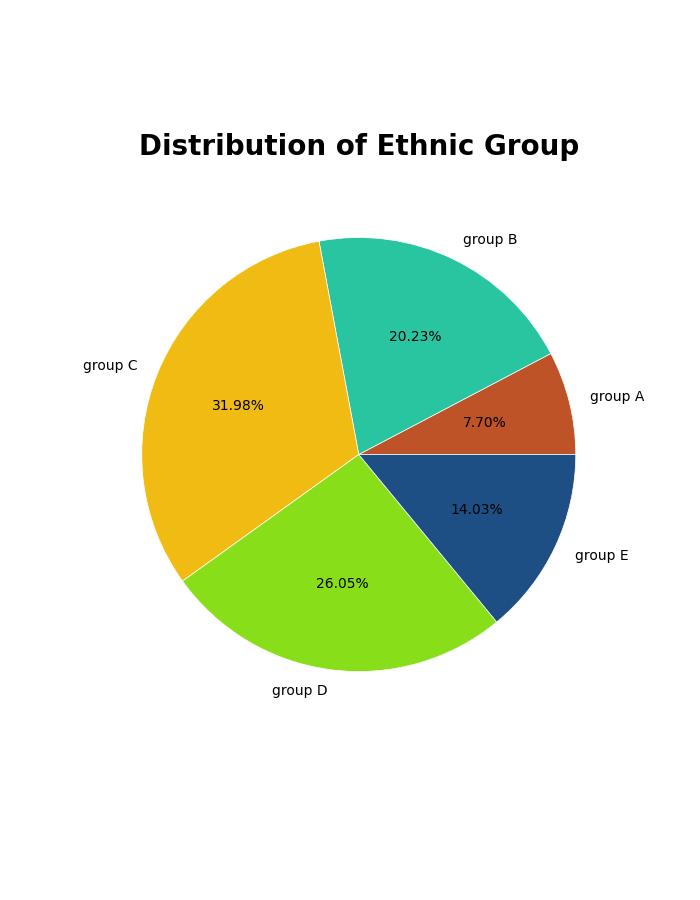 Distribution of Ethnic Group
group B
20.23%
group C
31.98%
group A
7.70%
14.03%
group E
26.05%
group D